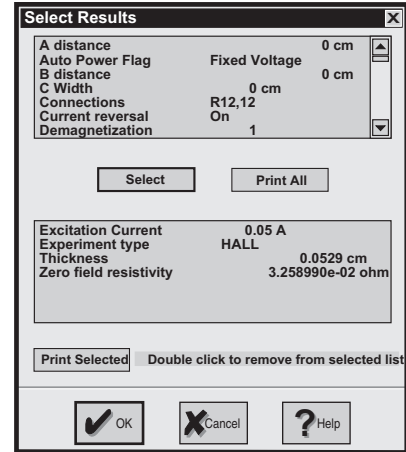 Select Results X
A distance 0 cm
Auto Power Flag Fixed Voltage
B distance 0 cm
C Width 0 cm
Connections R12,12
Current reversal On
Demagnetization 1
Select Print All
Excitation Current 0.05 A
Experiment type HALL
Thickness 0.0529 cm
Zero field resistivity 3.258990e-02 ohm
Print Selected Double click to remove from selected list
OK Cancel ? Help